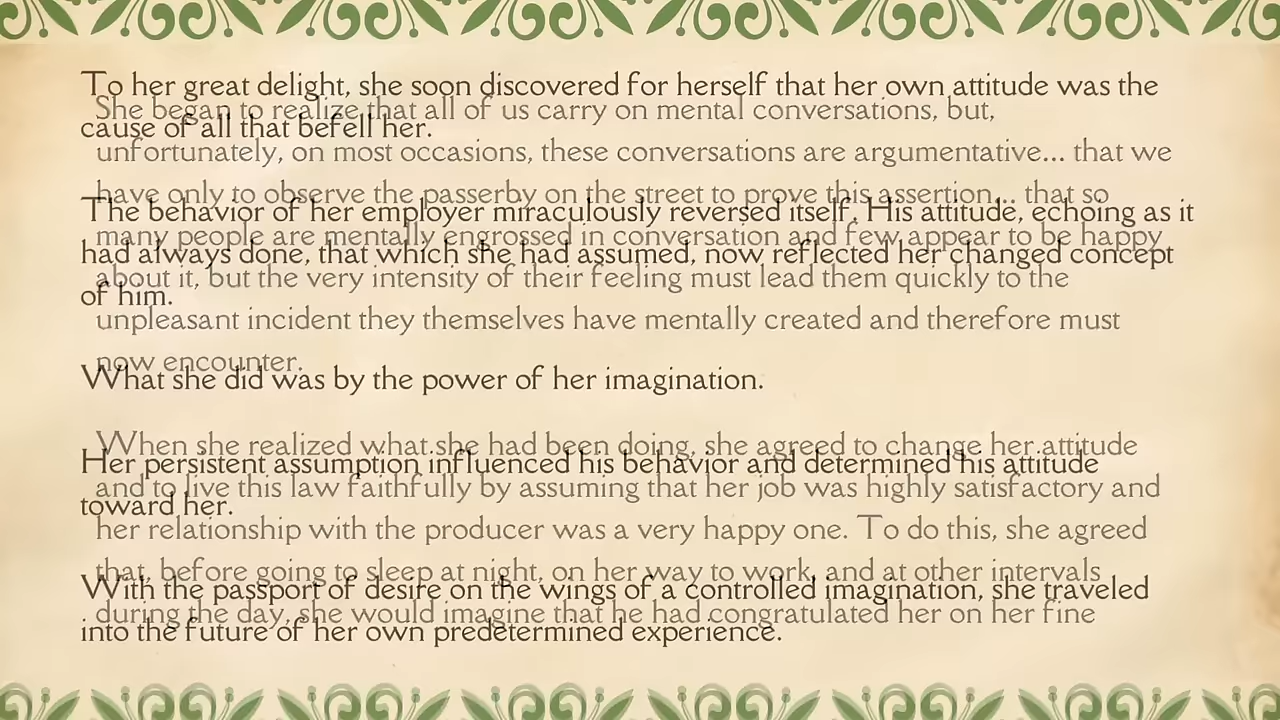 To her great delight, she soon discovered for herself that her own attitude was the
cause of all that befell her.
The behavior of her employer miraculously reversed itself. His attitude, echoing as it
had always done, that which she had assumed, now reflected her changed concept
of him.
What she did was by the power of her imagination.
Her persistent assumption influenced his behavior and determined his attitude
toward her.
With the passport of desire on the wings of a controlled imagination, she traveled
into the future of her own predetermined experience.
She began to realize that all of us carry on mental conversations, but,
unfortunately, on most occasions, these conversations are argumentative... that we
have only to observe the passerby on the street to prove this assertion... that so
many people are mentally engrossed in conversation and few appear to be happy
about it, but the very intensity of their feeling must lead them quickly to the
unpleasant incident they themselves have mentally created and therefore must
now encounter.
When she realized what she had been doing, she agreed to change her attitude
and to live this law faithfully by assuming that her job was highly satisfactory and
her relationship with the producer was a very happy one. To do this, she agreed
that, before going to sleep at night, on her way to work, and at other intervals
during the day, she would imagine that he had congratulated her on her fine